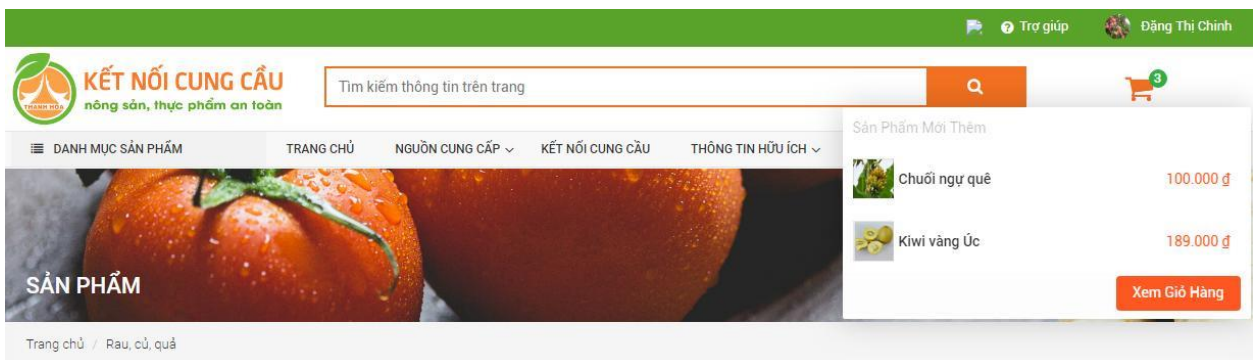 Trợ giúp
Đặng Thị Chinh
KẾT NỐI CUNG CẦU
nông sản, thực phẩm an toàn
THANH HÓA
Tìm kiếm thông tin trên trang
3
DANH MỤC SẢN PHẨM
TRANG CHỦ
NGUỒN CUNG CẤP
KẾT NỐI CUNG CẦU
THÔNG TIN HỮU ÍCH
Sản Phẩm Mới Thêm
Chuối ngự quê
100.000 ₫
Kiwi vàng Úc
189.000 ₫
Xem Giỏ Hàng
SẢN PHẨM
Trang chủ / Rau, củ, quả